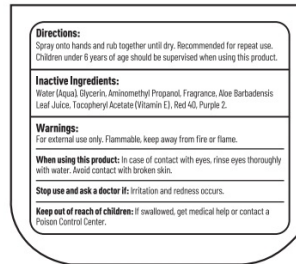 Directions:
Spray onto hands and rub together until dry. Recommended for repeat use.
Children under 6 years of age should be supervised when using this product.
Inactive Ingredients:
Water (Aqua), Glycerin, Aminomethyl Propanol, Fragrance, Aloe Barbadensis
Leaf Juice, Tocopheryl Acetate (Vitamin E) , Red 40, Purple 2.
Warnings:
For external use only. Flammable, keep away from fire or flame.
When using this product: In case of contact with eyes, rinse eyes thoroughly
with water. Avoid contact with broken skin.
Stop use and ask a doctor if: Irritation and redness occurs.
Keep out of reach of children: If swallowed, get medical help or contact a
Poison Control Center.